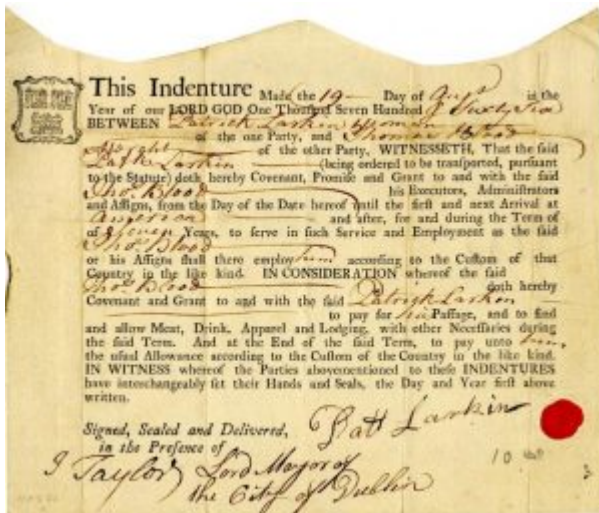 This Indenture Made the 19 Day of Augst in the
Year of our LORD GOD One Thousand Seven Hundred & Sixty Six
BETWEEN Patrick Larkin Yeoman
of the one Party, and Thomas Blood
of the other Party, WITNESSETH, That the said
Larkin (being ordered to be transported, pursuant
to the Statute) doth hereby Covenant, Promise and Grant to and with the said
Thos. Blood his Executors, Administrators
and Assigns, from the Day of the Date hereof until the first and next Arrival at
America and after, for and during the Term of
of Seven Years, to serve in such Service and Employment as the said
Thos. Blood
or his Assigns shall there employ him according to the Custom of that
Country in the like kind. IN CONSIDERATION whereof the said
Thos. Blood doth hereby
Covenant and Grant to and with the said Patrick Larkin
to pay for his Passage, and to find
and allow Meat, Drink, Apparel and Lodging, with other Necessaries during
the said Term. And at the End of the said Term, to pay unto him
the usual Allowance according to the Custom of the Country in the like kind.
IN WITNESS whereof the Parties abovementioned to these INDENTURES
have interchangeably set their Hands and Seals, the Day and Year first above
written.
Signed, Sealed and Delivered,
in the Presence of
Patt Larkin
J Taylor Lord Mayor of
the City of Dublin
10